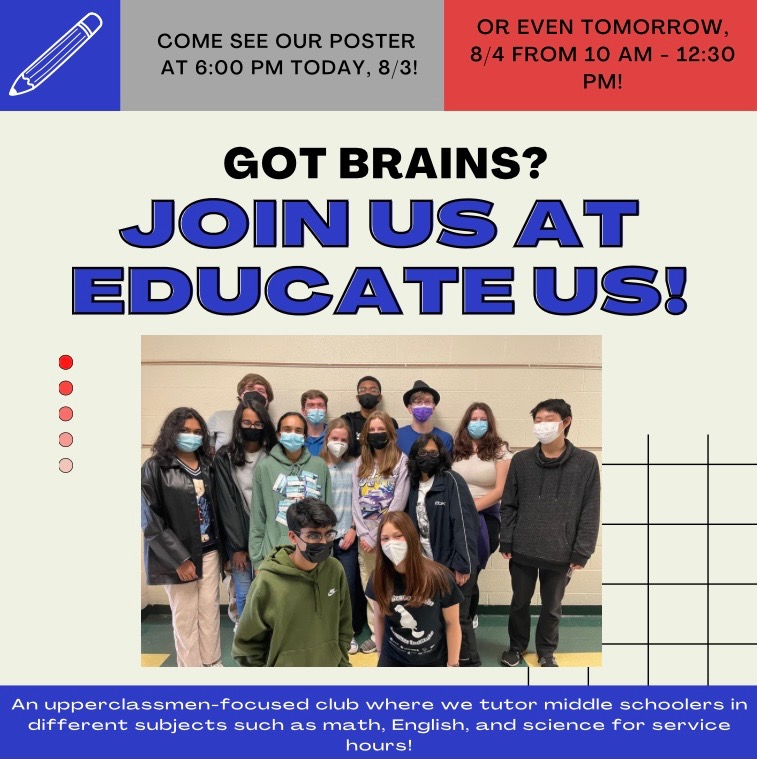 COME SEE OUR POSTER
AT 6:00 PM TODAY, 8/3!
OR EVEN TOMORROW,
8/4 FROM 10 AM - 12:30
PM!
GOT BRAINS?
JOIN US AT
EDUCATE US!
An upperclassmen-focused club where we tutor middle schoolers in
different subjects such as math, English, and science for service
hours!